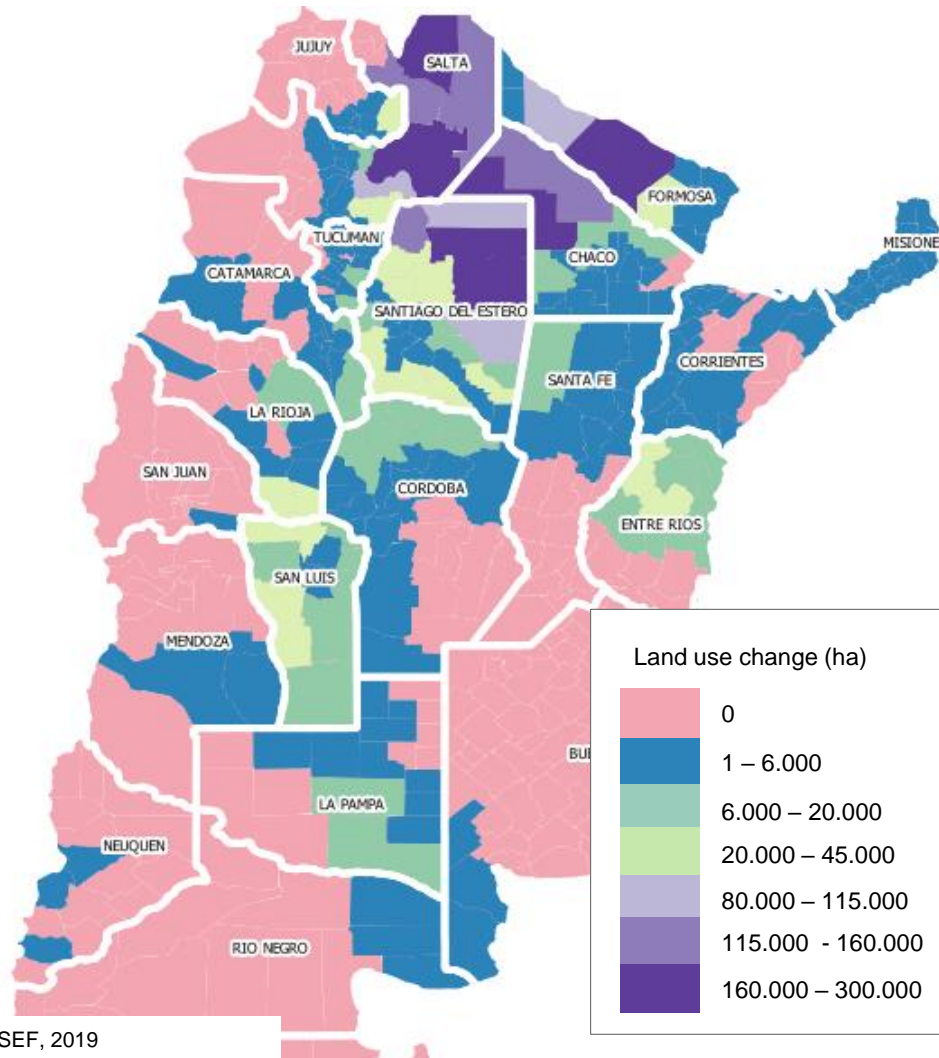 JUJUY
SALTA
FORMOSA
MISIONE
TUCUMAN
CHACO
CATAMARCA
SANTIAGO DEL ESTERO
CORRIENTES
SANTA FE
LA RIOJA
SAN JUAN
CORDOBA
ENTRE RIOS
SAN LUIS
MENDOZA
BUE
LA PAMPA
NEUQUEN
RIO NEGRO
Land use change (ha)
0
1 – 6.000
6.000 – 20.000
20.000 – 45.000
80.000 – 115.000
115.000 - 160.000
160.000 – 300.000
SEF, 2019